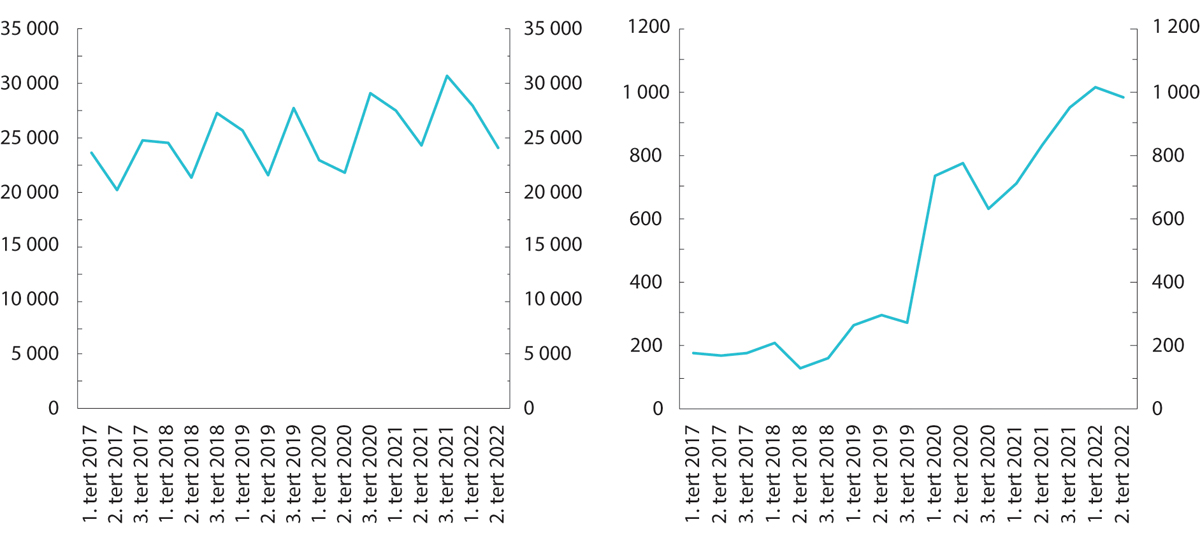 35 000
30 000
25 000
20 000
15 000
10 000
5 000
0
35 000
30 000
25 000
20 000
15 000
10 000
5 000
0
1. tert 2017
2. tert 2017
3. tert 2017
1. tert 2018
2. tert 2018
3. tert 2018
1. tert 2019
2. tert 2019
3. tert 2019
1. tert 2020
2. tert 2020
3. tert 2020
1. tert 2021
2. tert 2021
3. tert 2021
1. tert 2022
2. tert 2022
1200
1 000
800
600
400
200
0
1 200
1 000
800
600
400
200
0
1. tert 2017
2. tert 2017
3. tert 2017
1. tert 2018
2. tert 2018
3. tert 2018
1. tert 2019
2. tert 2019
3. tert 2019
1. tert 2020
2. tert 2020
3. tert 2020
1. tert 2021
2. tert 2021
3. tert 2021
1. tert 2022
2. tert 2022